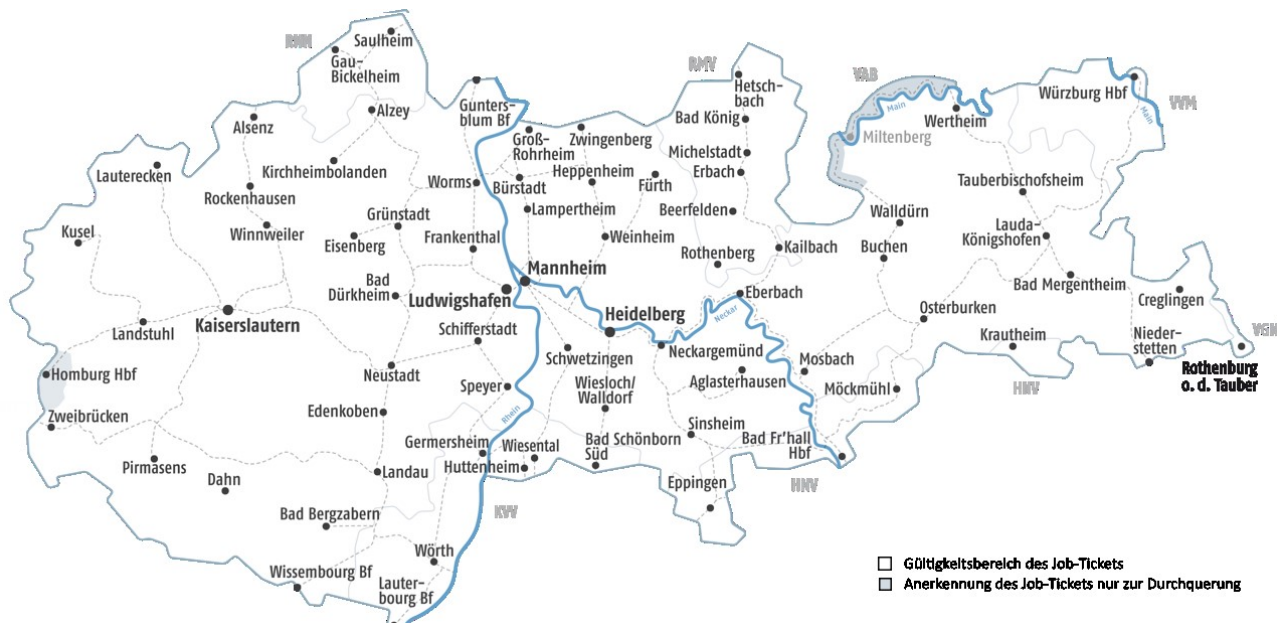 RNN
Saulheim
Gau-
Bickelheim
Alzey
Alsenz
Kirchheimbolanden
Lauterecken
Rockenhausen
Kusel
Winnweiler
Grünstadt
Eisenberg
Bad
Dürkheim
Kaiserslautern
Landstuhl
Homburg Hbf
Zweibrücken
Pirmasens
Dahn
Neustadt
Edenkoben
Landau
Bad Bergzabern
Wissembourg Bf
Wörth
Lauter-
bourg Bf
Gunters-
blum Bf
Worms
Frankenthal
Ludwigshafen
Schifferstadt
Speyer
Rhein
Germersheim
Huttenheim
Wiesental
KVV
RMV
Hetsch-
bach
Bad König
Michelstadt
Erbach
Beerfelden
Rothenberg
Kailbach
Groß-
Rohrheim
Zwingenberg
Heppenheim
Bürstadt
Fürth
Lampertheim
Weinheim
Mannheim
Heidelberg
Neckar
Eberbach
Schwetzingen
Neckargemünd
Wiesloch/
Walldorf
Aglasterhausen
Bad Schönborn
Süd
Sinsheim
Eppingen
Bad Fr'hall
Hbf
HNV
Mosbach
Möckmühl
Osterburken
VAB
Main
Miltenberg
Wertheim
Würzburg Hbf
Main
VVM
Tauberbischofsheim
Walldürn
Buchen
Lauda-
Königshofen
Bad Mergentheim
Creglingen
Krautheim
Nieder-
stetten
HNV
VGN
Rothenburg
o. d. Tauber
Gültigkeitsbereich des Job-Tickets
Anerkennung des Job-Tickets nur zur Durchquerung